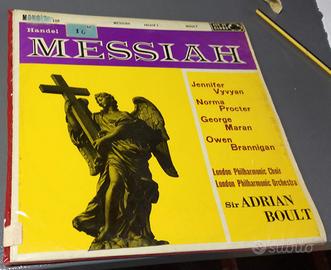 Handel
16
MESSIAH
Jennifer
Vyvyan
Norma
Procter
George
Maran
Owen
Brannigan
London Philharmonic Choir
London Philharmonic Orchestra
Sir ADRIAN
BOULT
subito